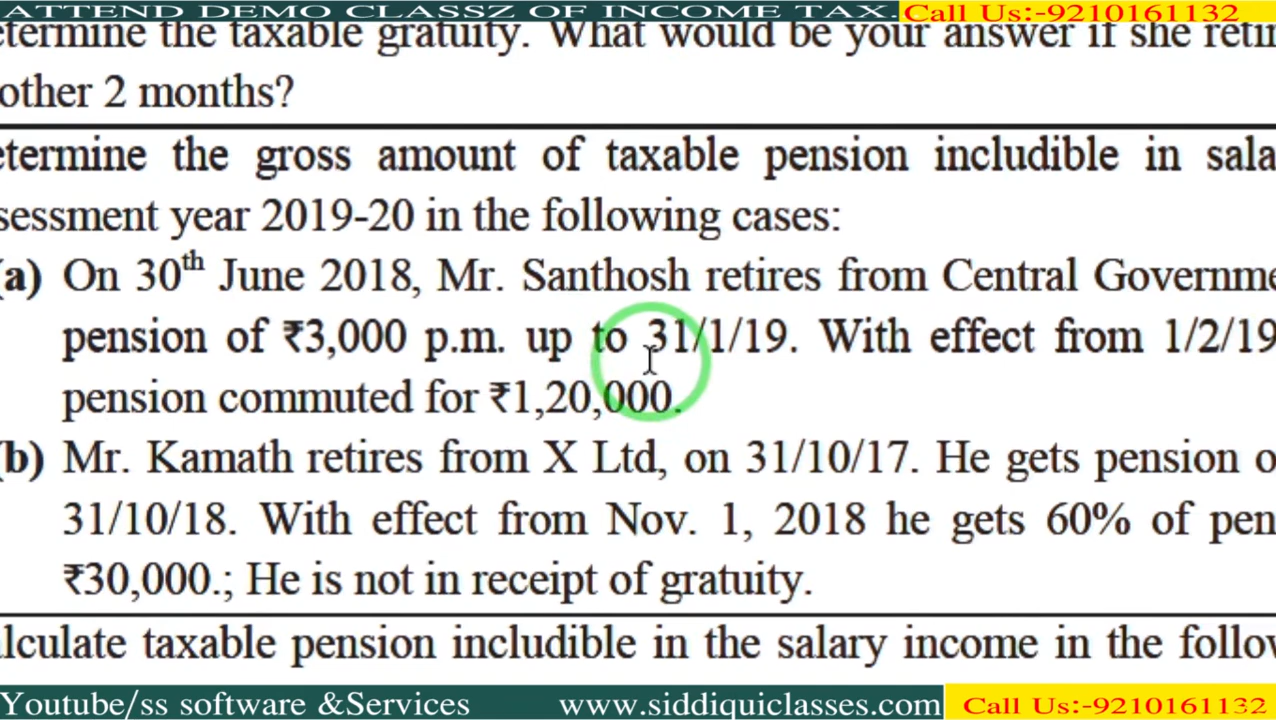 ATTEND DEMO CLASSZ OF INCOME TAX. Call Us:-9210161132
etermine the taxable gratuity. What would be your answer if she retir
other 2 months?
etermine the gross amount of taxable pension includible in sala
sessment year 2019-20 in the following cases:
(a) On 30th June 2018, Mr. Santhosh retires from Central Governme
pension of ₹3,000 p.m. up to 31/1/19. With effect from 1/2/19
pension commuted for ₹1,20,000.
(b) Mr. Kamath retires from X Ltd, on 31/10/17. He gets pension o
31/10/18. With effect from Nov. 1, 2018 he gets 60% of pen
₹30,000.; He is not in receipt of gratuity.
lculate taxable pension includible in the salary income in the follow
Youtube/ss software &Services www.siddiquiclasses.com Call Us:-9210161132